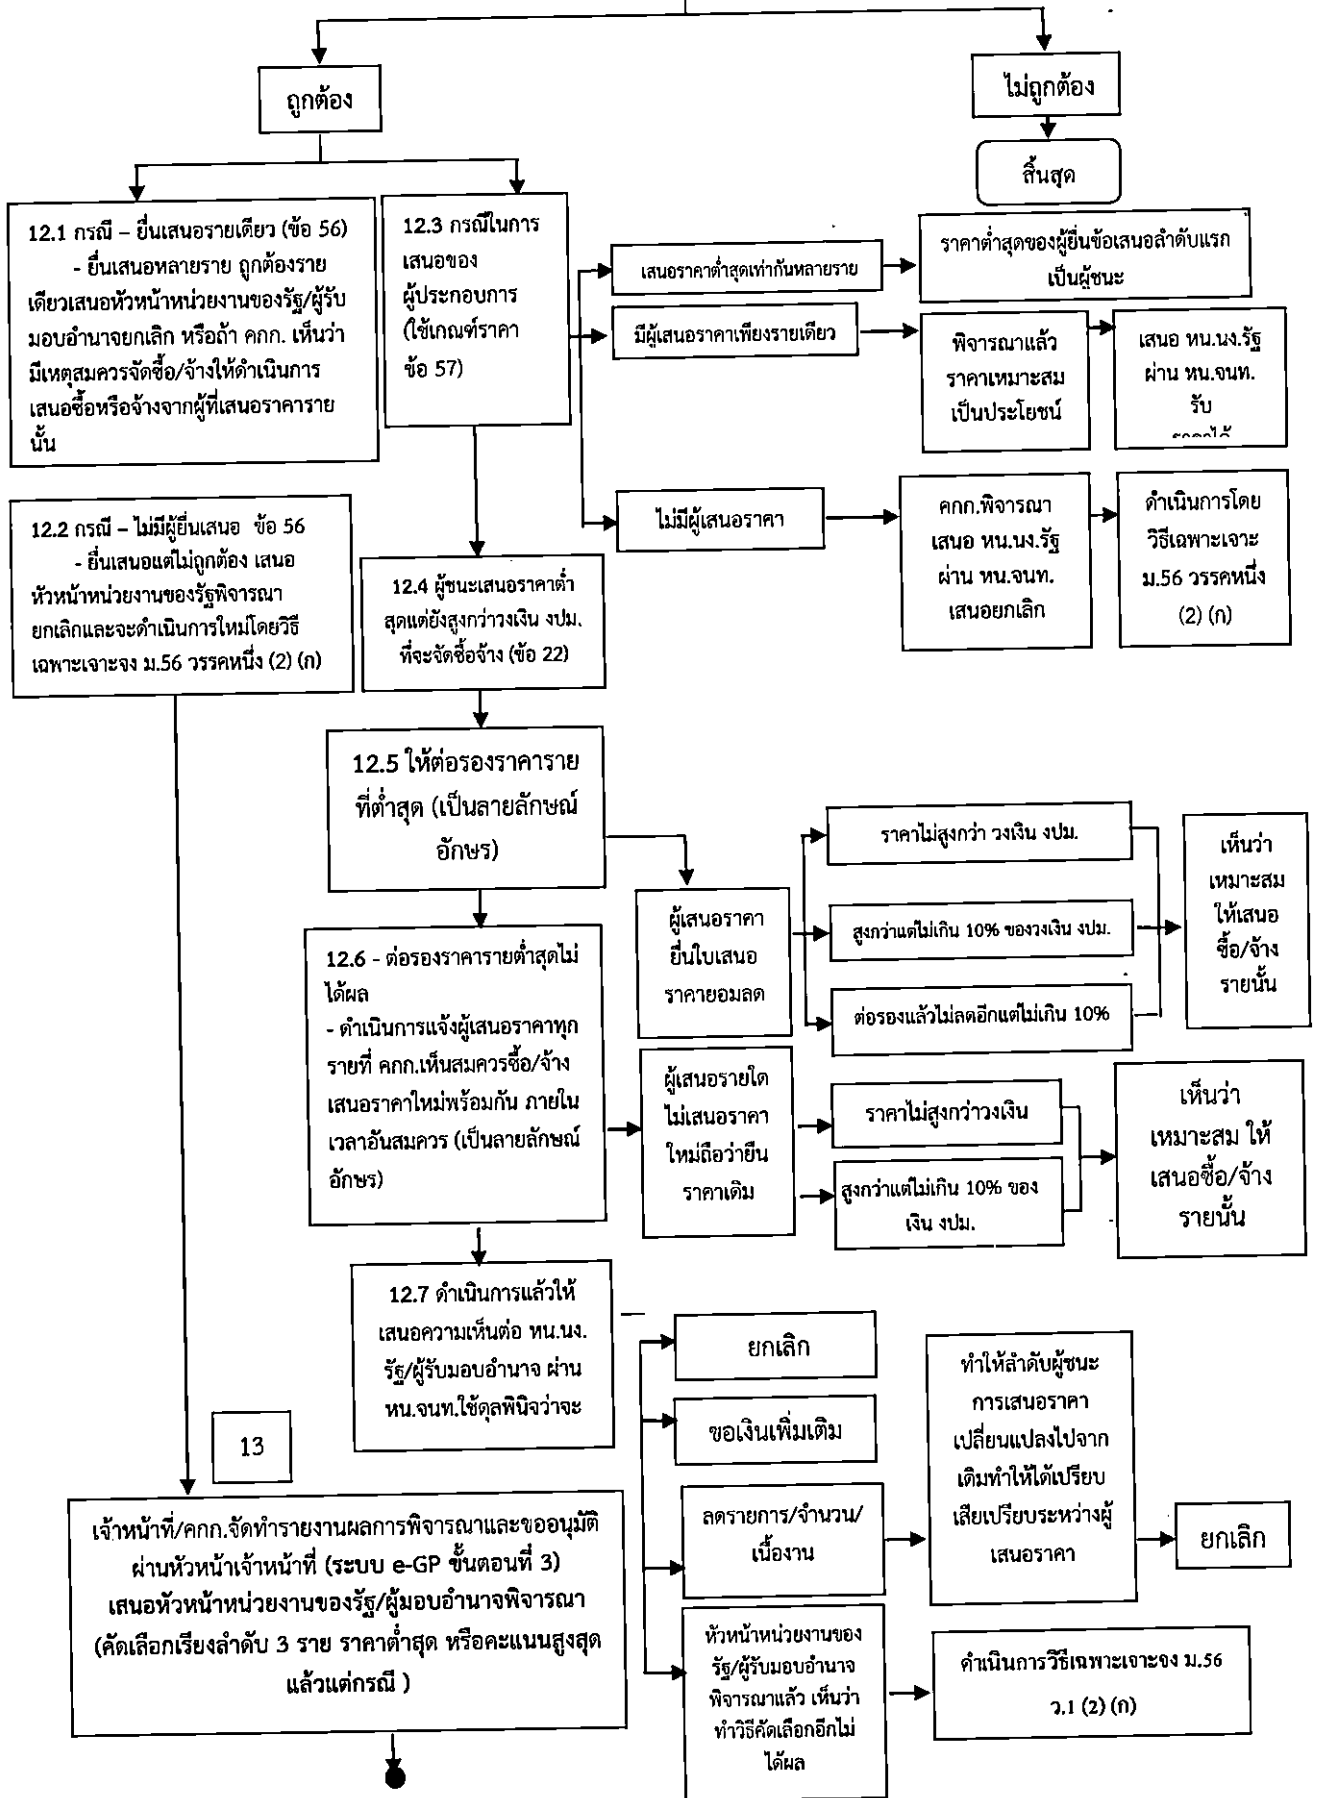 ถูกต้อง
ไม่ถูกต้อง
สิ้นสุด
12.1 กรณี – ยื่นเสนอรายเดียว (ข้อ 56)
- ยื่นเสนอหลายราย ถูกต้องราย
เดียวเสนอหัวหน้าหน่วยงานของรัฐ/ผู้รับ
มอบอำนาจยกเลิก หรือถ้า คกก. เห็นว่า
มีเหตุสมควรจัดซื้อ/จ้างให้ดำเนินการ
เสนอซื้อหรือจ้างจากผู้ที่เสนอราคาราย
นั้น
12.3 กรณีในการ
เสนอของ
ผู้ประกอบการ
(ใช้เกณฑ์ราคา
ข้อ 57)
เสนอราคาต่ำสุดเท่ากันหลายราย
ราคาต่ำสุดของผู้ยื่นข้อเสนอลำดับแรก
เป็นผู้ชนะ
มีผู้เสนอราคาเพียงรายเดียว
พิจารณาแล้ว
ราคาเหมาะสม
เป็นประโยชน์
เสนอ หน.นง.รัฐ
ผ่าน หน.จนท.
รับ
12.2 กรณี – ไม่มีผู้ยื่นเสนอ ข้อ 56
- ยื่นเสนอแต่ไม่ถูกต้อง เสนอ
หัวหน้าหน่วยงานของรัฐพิจารณา
ยกเลิกและจะดำเนินการใหม่โดยวิธี
เฉพาะเจาะจง ม.56 วรรคหนึ่ง (2) (ก)
ไม่มีผู้เสนอราคา
คกก.พิจารณา
เสนอ หน.นง.รัฐ
ผ่าน หน.จนท.
เสนอยกเลิก
ดำเนินการโดย
วิธีเฉพาะเจาะ
ม.56 วรรคหนึ่ง
(2) (ก)
12.4 ผู้ชนะเสนอราคาต่ำ
สุดแต่ยังสูงกว่าวงเงิน งปม.
ที่จะจัดซื้อจ้าง (ข้อ 22)
12.5 ให้ต่อรองราคาราย
ที่ต่ำสุด (เป็นลายลักษณ์
อักษร)
ผู้เสนอราคา
ยื่นใบเสนอ
ราคายอมลด
ราคาไม่สูงกว่า วงเงิน งปม.
สูงกว่าแต่ไม่เกิน 10% ของวงเงิน งปม.
ต่อรองแล้วไม่ลดอีกแต่ไม่เกิน 10%
เห็นว่า
เหมาะสม
ให้เสนอ
ซื้อ/จ้าง
รายนั้น
12.6 - ต่อรองราคารายต่ำสุดไม่
ได้ผล
- ดำเนินการแจ้งผู้เสนอราคาทุก
รายที่ คกก.เห็นสมควรซื้อ/จ้าง
เสนอราคาใหม่พร้อมกัน ภายใน
เวลาอันสมควร (เป็นลายลักษณ์
อักษร)
ผู้เสนอรายใด
ไม่เสนอราคา
ใหม่ถือว่ายืน
ราคาเดิม
ราคาไม่สูงกว่าวงเงิน
สูงกว่าแต่ไม่เกิน 10% ของ
เงิน งปม.
เห็นว่า
เหมาะสม ให้
เสนอซื้อ/จ้าง
รายนั้น
12.7 ดำเนินการแล้วให้
เสนอความเห็นต่อ หน.นง.
รัฐ/ผู้รับมอบอำนาจ ผ่าน
หน.จนท.ใช้ดุลพินิจว่าจะ
ยกเลิก
ขอเงินเพิ่มเติม
ลดรายการ/จำนวน/
เนื้องาน
ทำให้ลำดับผู้ชนะ
การเสนอราคา
เปลี่ยนแปลงไปจาก
เดิมทำให้ได้เปรียบ
เสียเปรียบระหว่างผู้
เสนอราคา
ยกเลิก
หัวหน้าหน่วยงานของ
รัฐ/ผู้รับมอบอำนาจ
พิจารณาแล้ว เห็นว่า
ทำวิธีคัดเลือกอีกไม่
ได้ผล
ดำเนินการวิธีเฉพาะเจาะจง ม.56
ว.1 (2) (ก)
13
เจ้าหน้าที่/คกก.จัดทำรายงานผลการพิจารณาและขออนุมัติ
ผ่านหัวหน้าเจ้าหน้าที่ (ระบบ e-GP ขั้นตอนที่ 3)
เสนอหัวหน้าหน่วยงานของรัฐ/ผู้มอบอำนาจพิจารณา
(คัดเลือกเรียงลำดับ 3 ราย ราคาต่ำสุด หรือคะแนนสูงสุด
แล้วแต่กรณี )